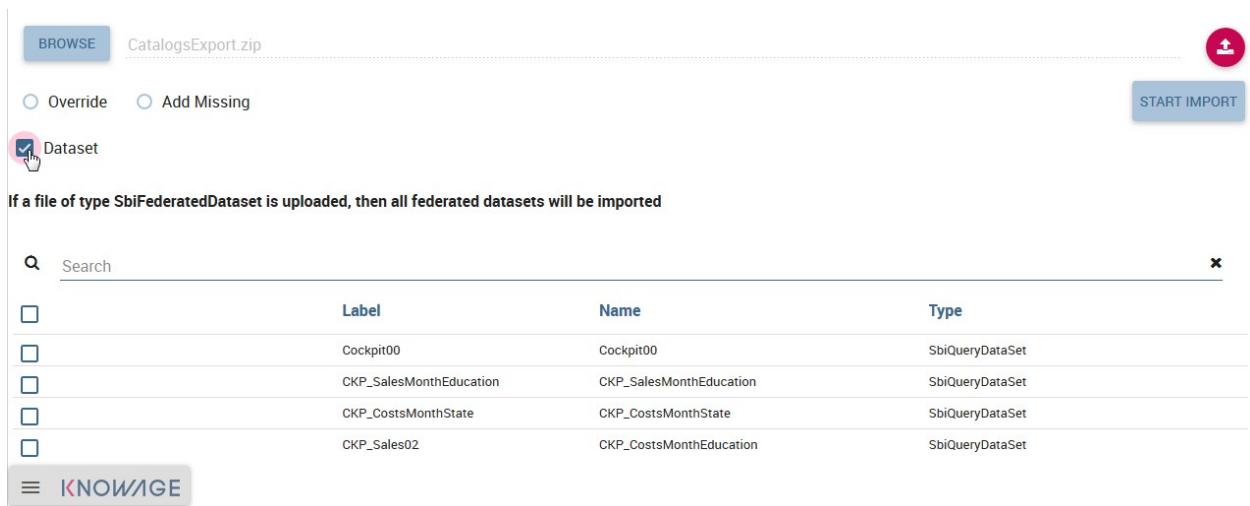 BROWSE CatalogsExport.zip
Override Add Missing START IMPORT
Dataset
If a file of type SbiFederatedDataset is uploaded, then all federated datasets will be imported
Search
Label Name Type
Cockpit00 Cockpit00 SbiQueryDataSet
CKP_SalesMonthEducation CKP_SalesMonthEducation SbiQueryDataSet
CKP_CostsMonthState CKP_CostsMonthState SbiQueryDataSet
CKP_Sales02 CKP_CostsMonthEducation SbiQueryDataSet
KNOWAGE